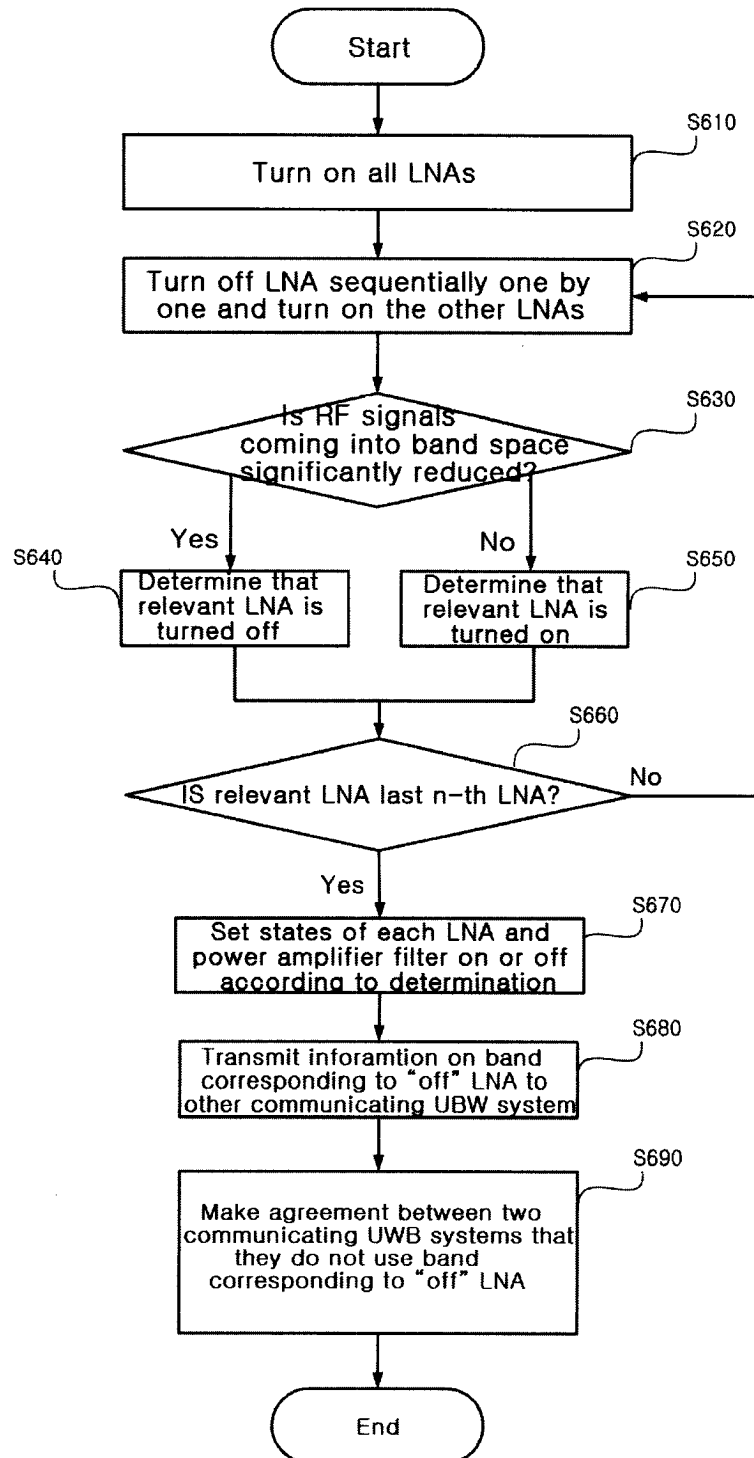 Start
S610
Turn on all LNAs
S620
Turn off LNA sequentially one by
one and turn on the other LNAs
S630
Is RF signals
coming into band space
significantly reduced?
Yes
No
S640
Determine that
relevant LNA is
turned off
S650
Determine that
relevant LNA is
turned on
S660
IS relevant LNA last n-th LNA?
No
Yes
S670
Set states of each LNA and
power amplifier filter on or off
according to determination
S680
Transmit inforamtion on band
corresponding to "off" LNA to
other communicating UBW system
S690
Make agreement between two
communicating UWB systems that
they do not use band
corresponding to "off" LNA
End